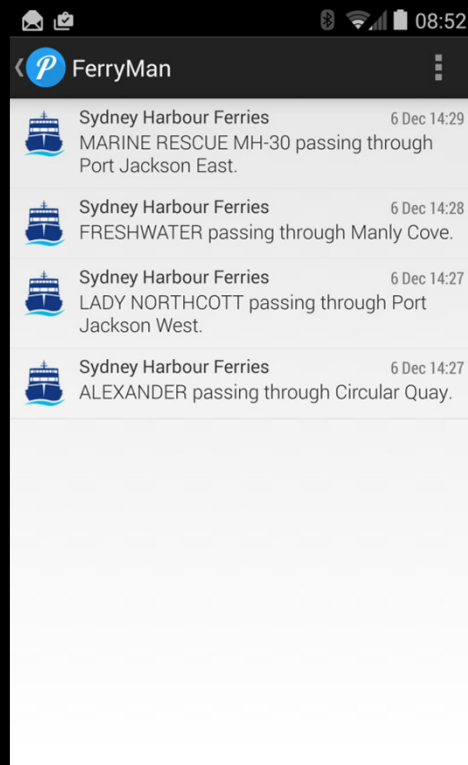 08:52
FerryMan
Sydney Harbour Ferries 6 Dec 14:29
MARINE RESCUE MH-30 passing through
Port Jackson East.
Sydney Harbour Ferries 6 Dec 14:28
FRESHWATER passing through Manly Cove.
Sydney Harbour Ferries 6 Dec 14:27
LADY NORTHCOTT passing through Port
Jackson West.
Sydney Harbour Ferries 6 Dec 14:27
ALEXANDER passing through Circular Quay.